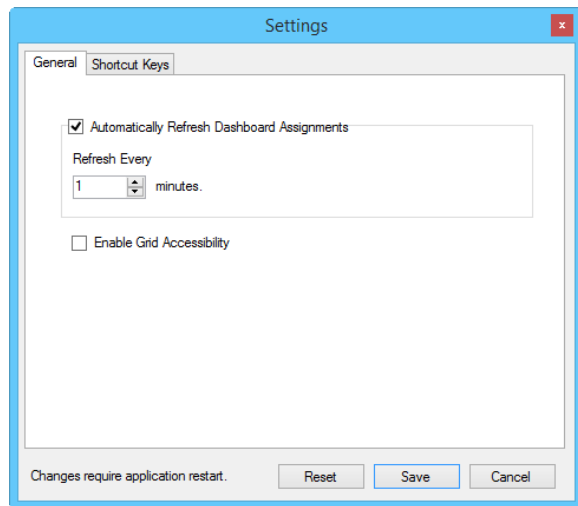 Settings
General Shortcut Keys
Automatically Refresh Dashboard Assignments
Refresh Every
1 minutes.
Enable Grid Accessibility
Changes require application restart. Reset Save Cancel